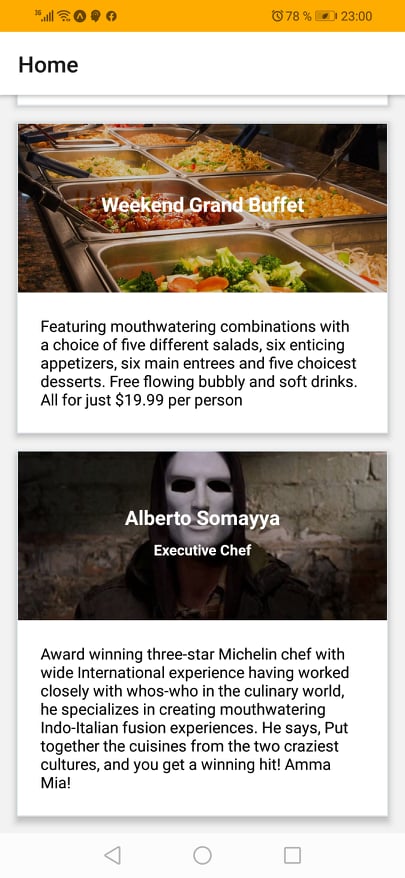 3G 78 % 23:00
Home
Weekend Grand Buffet
Featuring mouthwatering combinations with
a choice of five different salads, six enticing
appetizers, six main entrees and five choicest
desserts. Free flowing bubbly and soft drinks.
All for just $19.99 per person
Alberto Somayya
Executive Chef
Award winning three-star Michelin chef with
wide International experience having worked
closely with whos-who in the culinary world,
he specializes in creating mouthwatering
Indo-Italian fusion experiences. He says, Put
together the cuisines from the two craziest
cultures, and you get a winning hit! Amma
Mia!